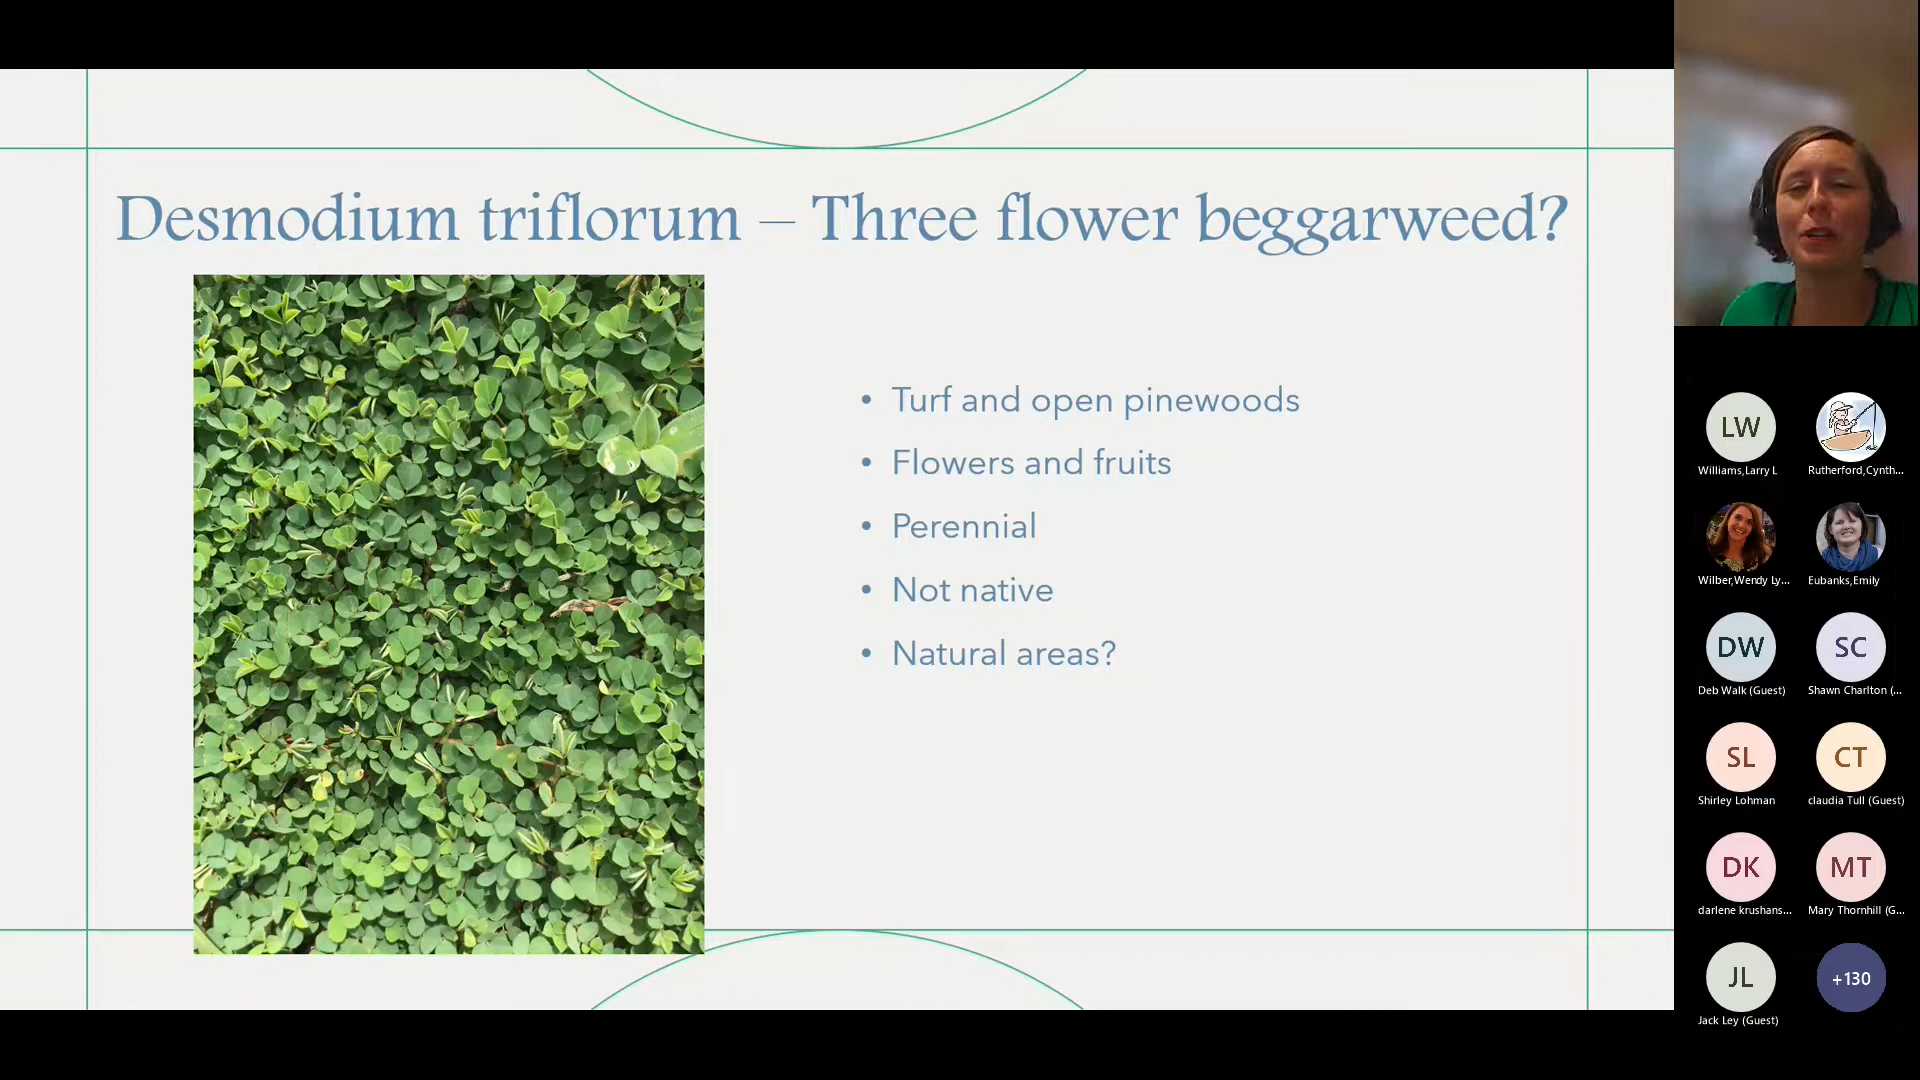 Desmodium triflorum – Three flower beggarweed?
• Turf and open pinewoods
• Flowers and fruits
• Perennial
• Not native
• Natural areas?
LW
Williams,Larry L
Rutherford,Cynth...
Wilber,Wendy Ly...
Eubanks,Emily
DW
Deb Walk (Guest)
SC
Shawn Charlton (...
SL
Shirley Lohman
CT
claudia Tull (Guest)
DK
darlene krushans...
MT
Mary Thornhill (G...
JL
Jack Ley (Guest)
+130